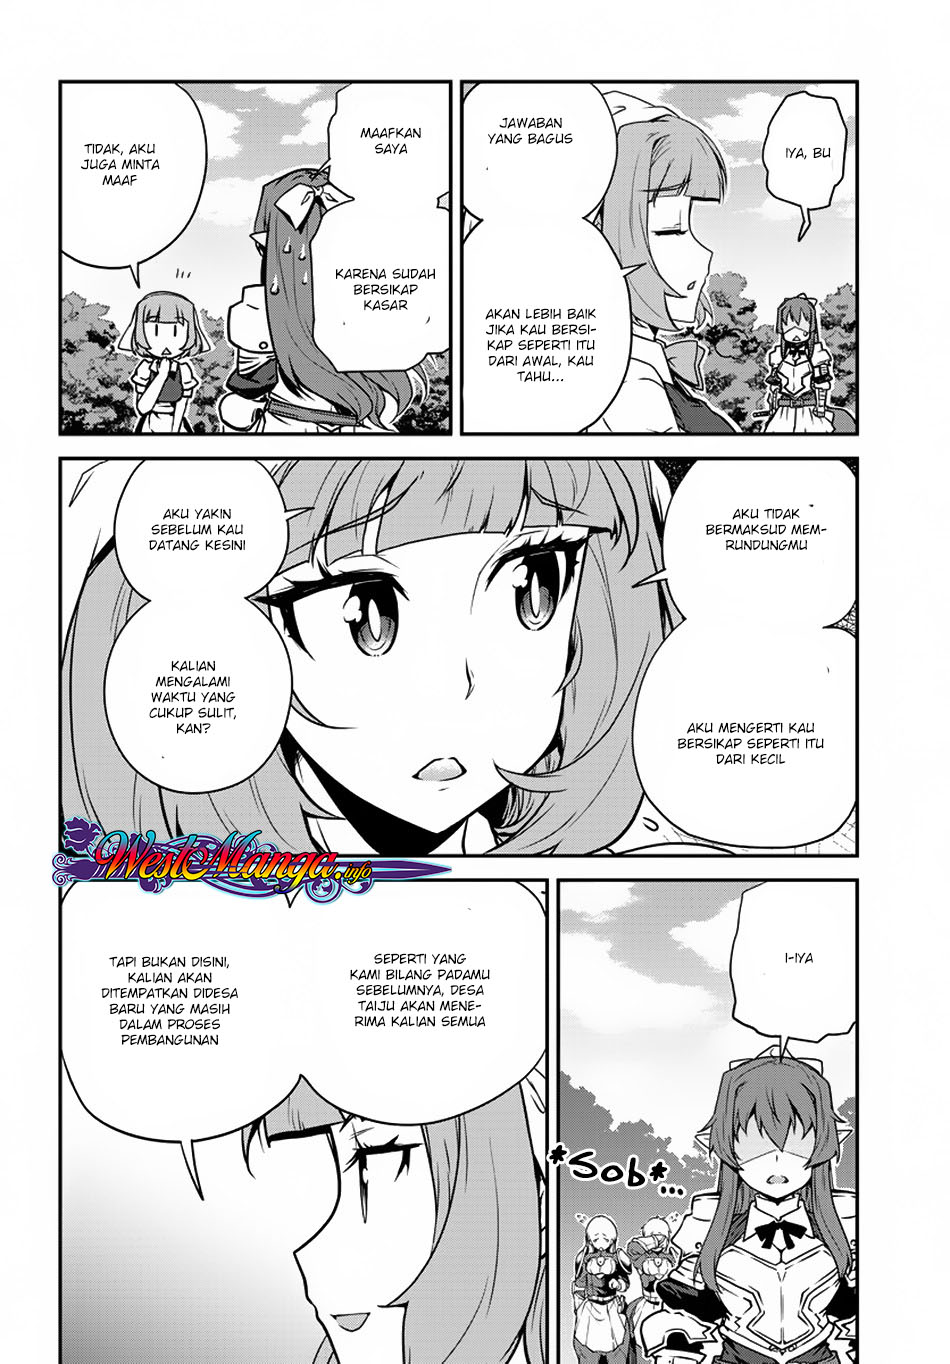 IYA, BU
JAWABAN
YANG BAGUS
AKAN LEBIH BAIK
JIKA KAU BERSI-
KAP SEPERTI ITU
DARI AWAL, KAU
TAHU...
MAAFKAN
SAYA
KARENA SUDAH
BERSIKAP
KASAR
TIDAK, AKU
JUGA MINTA
MAAF
AKU TIDAK
BERMAKSUD MEM-
RUNDUNGMU
AKU MENGERTI KAU
BERSIKAP SEPERTI ITU
DARI KECIL
AKU YAKIN
SEBELUM KAU
DATANG KESINI
KALIAN
MENGALAMI
WAKTU YANG
CUKUP SULIT,
KAN?
WestManga.info
I-IYA
*SOB*...
SEPERTI YANG
KAMI BILANG PADAMU
SEBELUMNYA, DESA
TAIJU AKAN MENE-
RIMA KALIAN SEMUA
TAPI BUKAN DISINI,
KALIAN AKAN
DITEMPATKAN DIDESA
BARU YANG MASIH
DALAM PROSES
PEMBANGUNAN